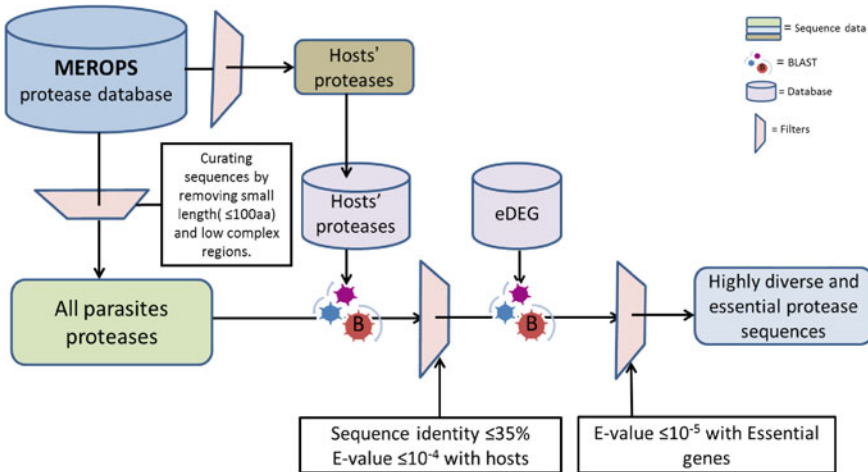 MEROPS
protease database
Hosts'
proteases
= Sequence data
= BLAST
= Database
= Filters
Curating
sequences by
removing small
length( ≤100aa)
and low complex
regions.
Hosts'
proteases
eDEG
All parasites
proteases
B
B
Highly diverse and
essential protease
sequences
Sequence identity ≤35%
E-value ≤10⁻⁴ with hosts
E-value ≤10⁻⁵ with Essential
genes